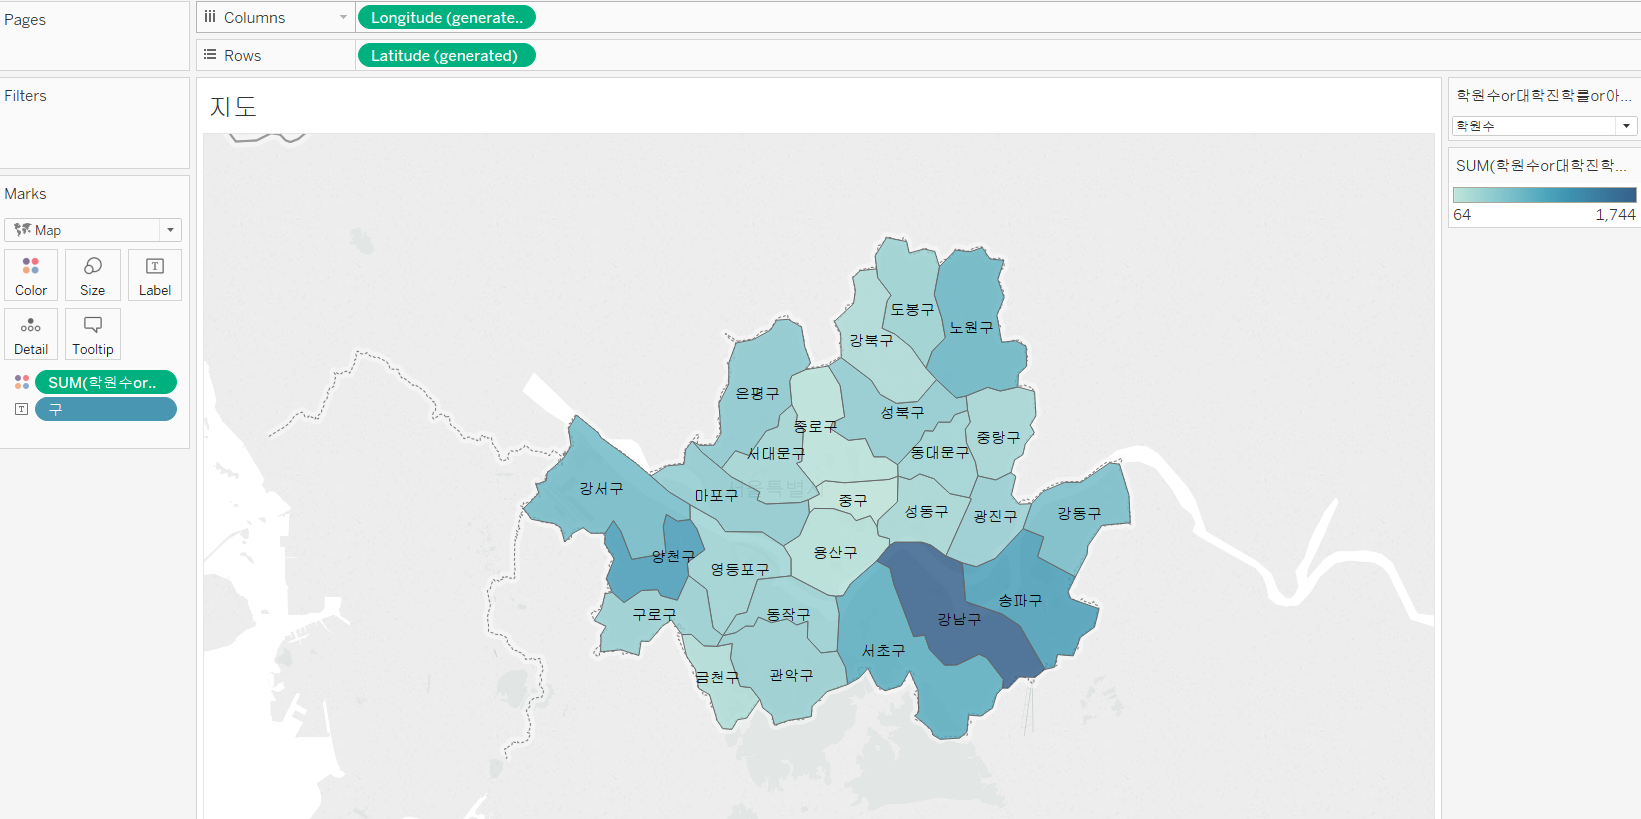 Pages
Columns
Longitude (generate..
Rows
Latitude (generated)
Filters
지도
학원수or대학진학률or아...
학원수
SUM(학원수or대학진학...
64
1,744
Marks
Map
Color
Size
Label
Detail
Tooltip
SUM(학원수or..
구
도봉구
노원구
강북구
은평구
성북구
종로구
중랑구
서대문구
동대문구
강서구
마포구
서울특별시
중구
성동구
광진구
강동구
양천구
용산구
영등포구
송파구
구로구
동작구
강남구
서초구
금천구
관악구